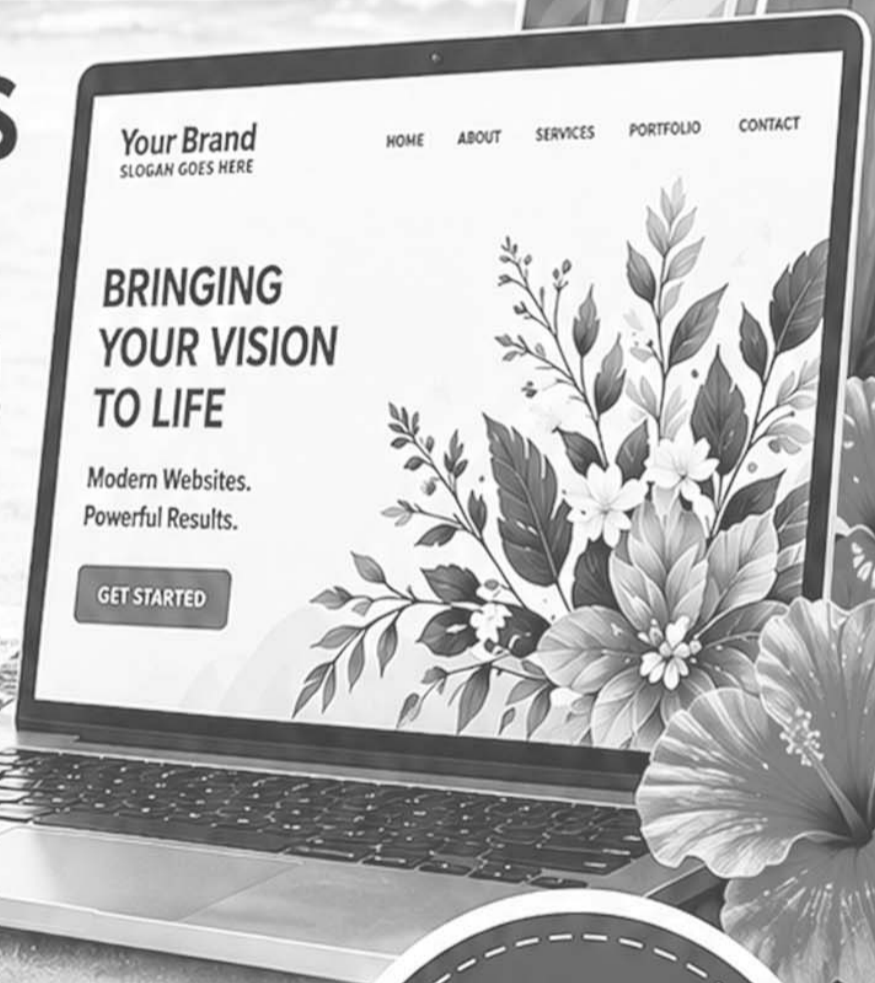 S
Your Brand
SLOGAN GOES HERE
HOME ABOUT SERVICES PORTFOLIO CONTACT
BRINGING
YOUR VISION
TO LIFE
Modern Websites.
Powerful Results.
GET STARTED